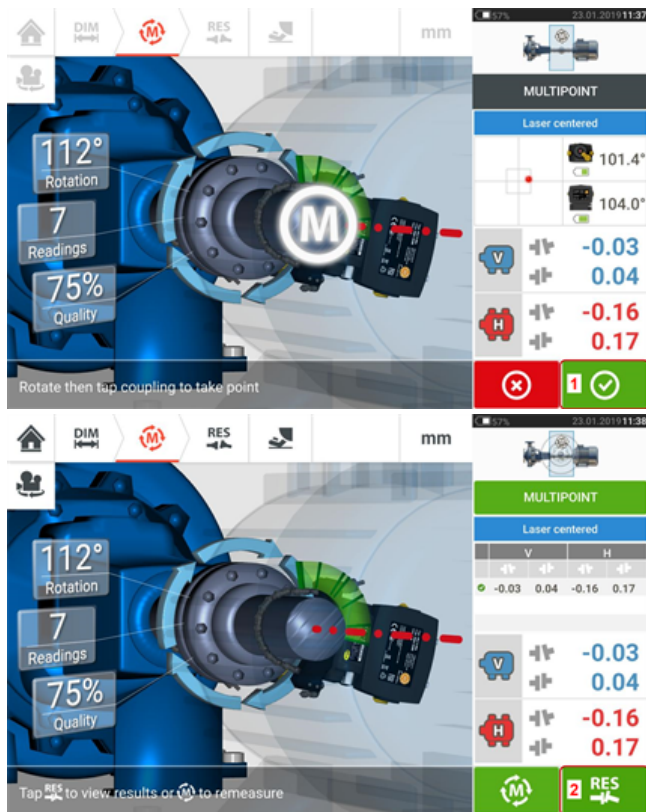 DIM
M
RES
mm
112°
Rotation
7
Readings
75%
Quality
M
Rotate then tap coupling to take point
57% 23.01.2019 11:37
MULTIPOINT
Laser centered
101.4°
104.0°
V -0.03
0.04
H -0.16
0.17
1
DIM
M
RES
mm
112°
Rotation
7
Readings
75%
Quality
Tap RES to view results or M to remeasure
57% 23.01.2019 11:38
MULTIPOINT
Laser centered
V H
-0.03 0.04 -0.16 0.17
V -0.03
0.04
H -0.16
0.17
M
2 RES